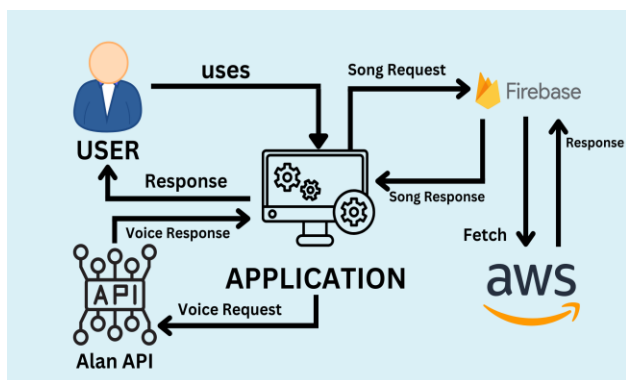 uses
Song Request
Firebase
USER
Response
Response
Song Response
Voice Response
Fetch
aws
APPLICATION
API
Voice Request
Alan API